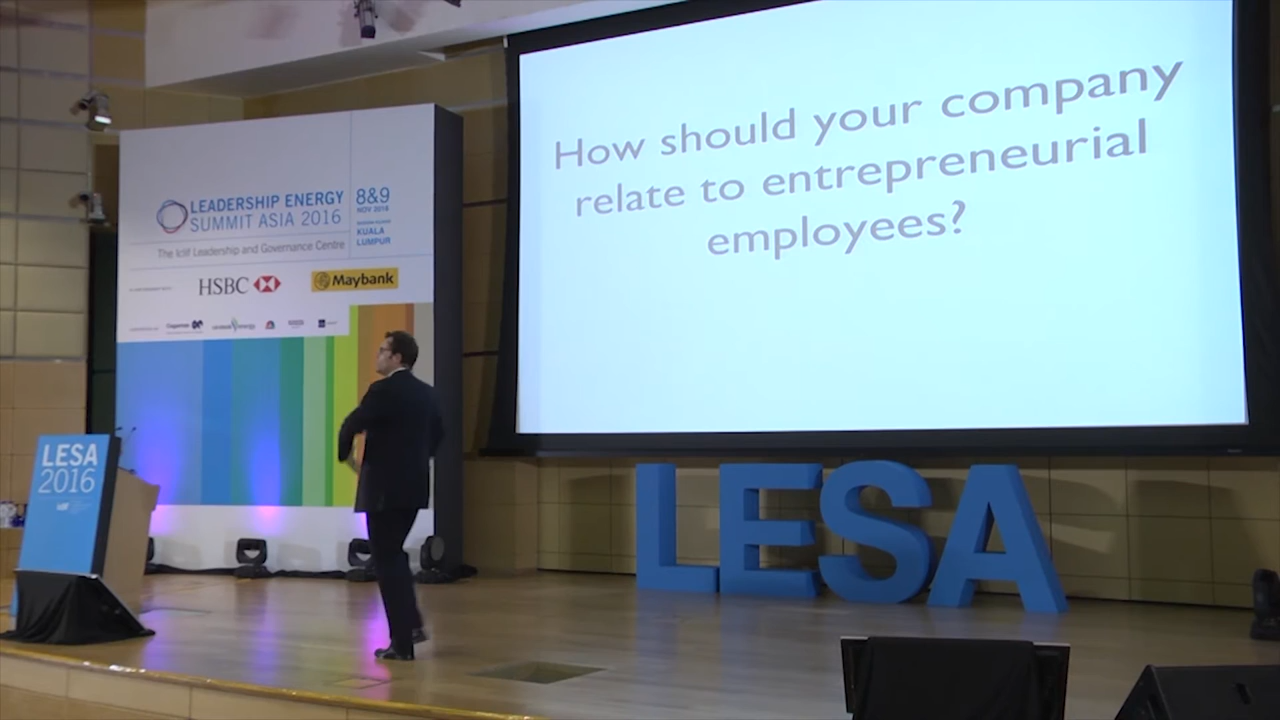 How should your company
relate to entrepreneurial
employees?
LEADERSHIP ENERGY
SUMMIT ASIA 2016
8&9
NOV 2016
KUALA
LUMPUR
The Iclif Leadership and Governance Centre
HSBC
Maybank
LESA
2016
LESA